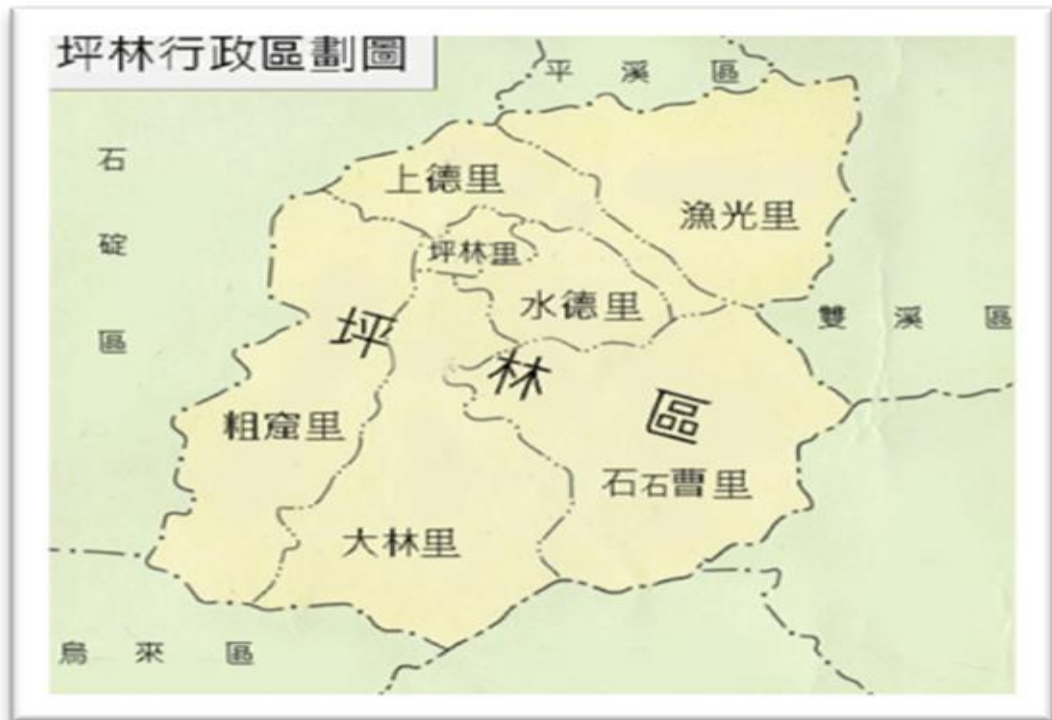 坪林行政區劃圖
平溪區
石碇區
上德里
漁光里
坪林里
水德里
雙溪區
坪林區
粗窟里
石石曹里
大林里
烏來區